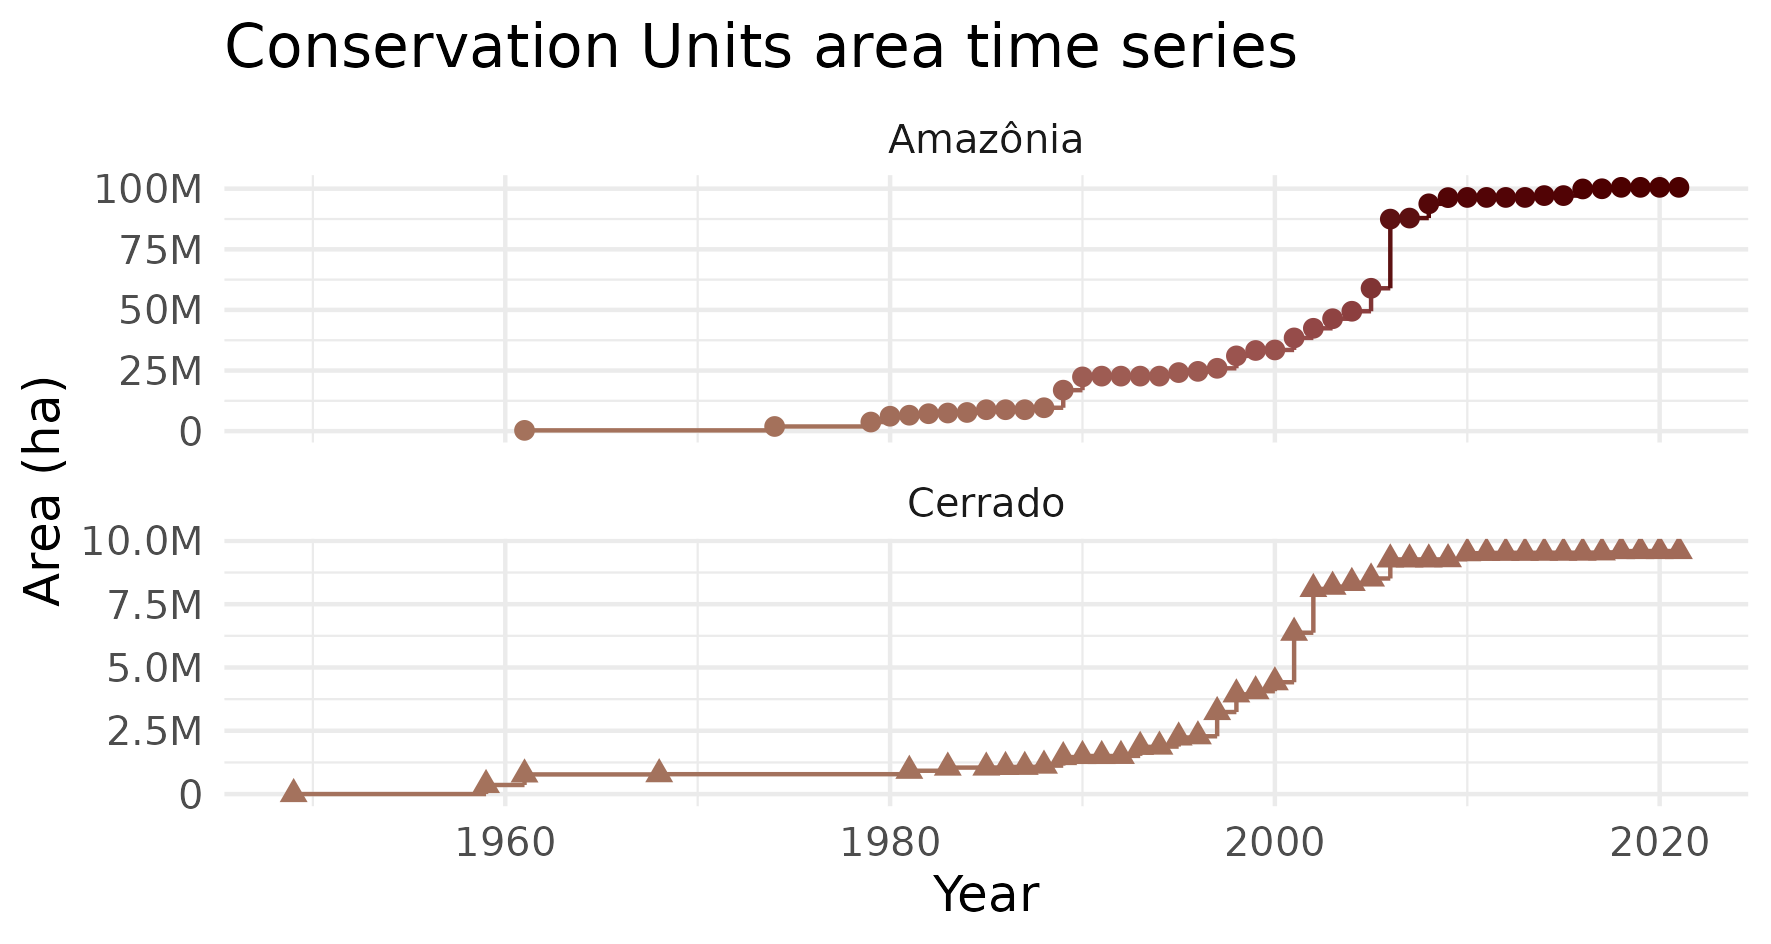 Conservation Units area time series
Amazônia
100M
75M
50M
25M
0
Area (ha)
Cerrado
10.0M
7.5M
5.0M
2.5M
0
1960 1980 2000 2020
Year